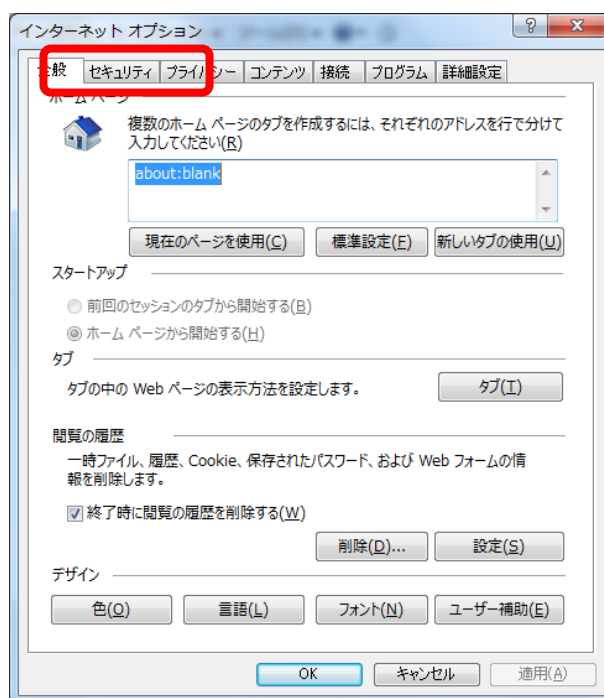 インターネット オプション
全般 セキュリティ プライバシー コンテンツ 接続 プログラム 詳細設定
ホーム ページ
複数のホーム ページのタブを作成するには、それぞれのアドレスを行で分けて
入力してください(R)
about:blank
現在のページを使用(C) 標準設定(F) 新しいタブの使用(U)
スタートアップ
前回のセッションのタブから開始する(B)
ホーム ページから開始する(H)
タブ
タブの中の Web ページの表示方法を設定します。 タブ(T)
閲覧の履歴
一時ファイル、履歴、Cookie、保存されたパスワード、および Web フォームの情
報を削除します。
終了時に閲覧の履歴を削除する(W)
削除(D)... 設定(S)
デザイン
色(O) 言語(L) フォント(N) ユーザー補助(E)
OK キャンセル 適用(A)